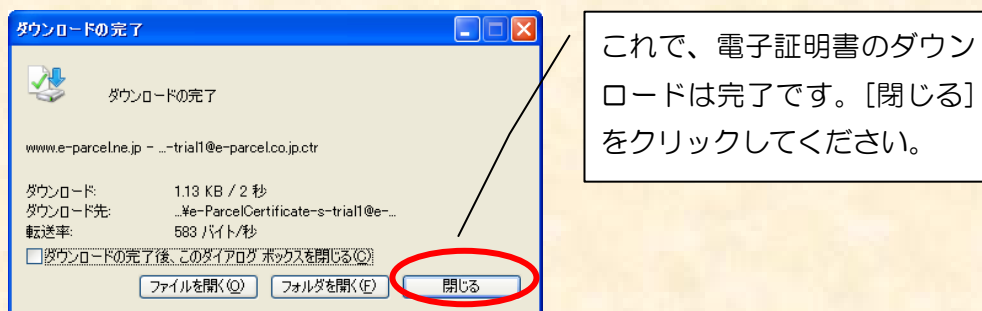 ダウンロードの完了
ダウンロードの完了
www.e-parcel.ne.jp - ...-trial1@e-parcel.co.jp.ctr
ダウンロード: 1.13 KB / 2 秒
ダウンロード先: ...¥e-ParcelCertificate-s-trial1@e-...
転送率: 583 バイト/秒
ダウンロードの完了後、このダイアログ ボックスを閉じる(C)
ファイルを開く(O) フォルダを開く(F) 閉じる
これで、電子証明書のダウン
ロードは完了です。[閉じる]
をクリックしてください。